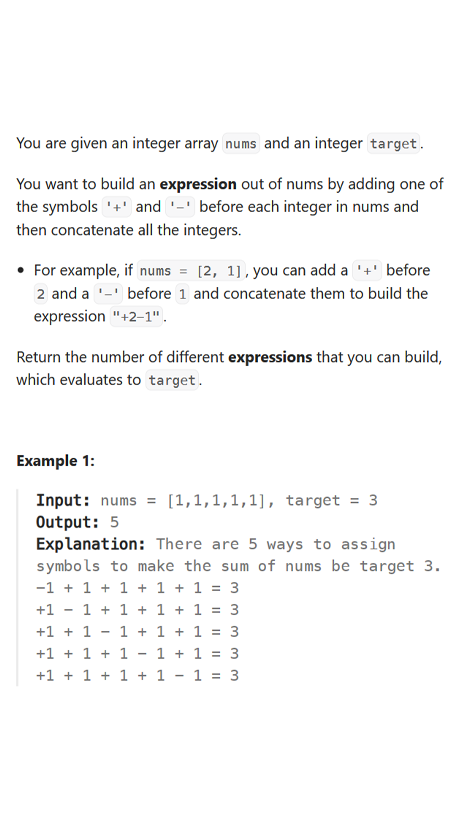 You are given an integer array nums and an integer target.
You want to build an expression out of nums by adding one of
the symbols '+' and '-' before each integer in nums and
then concatenate all the integers.
• For example, if nums = [2, 1], you can add a '+' before
2 and a '-' before 1 and concatenate them to build the
expression "+2-1".
Return the number of different expressions that you can build,
which evaluates to target.
Example 1:
Input: nums = [1,1,1,1,1], target = 3
Output: 5
Explanation: There are 5 ways to assign
symbols to make the sum of nums be target 3.
-1 + 1 + 1 + 1 + 1 = 3
+1 - 1 + 1 + 1 + 1 = 3
+1 + 1 - 1 + 1 + 1 = 3
+1 + 1 + 1 - 1 + 1 = 3
+1 + 1 + 1 + 1 - 1 = 3